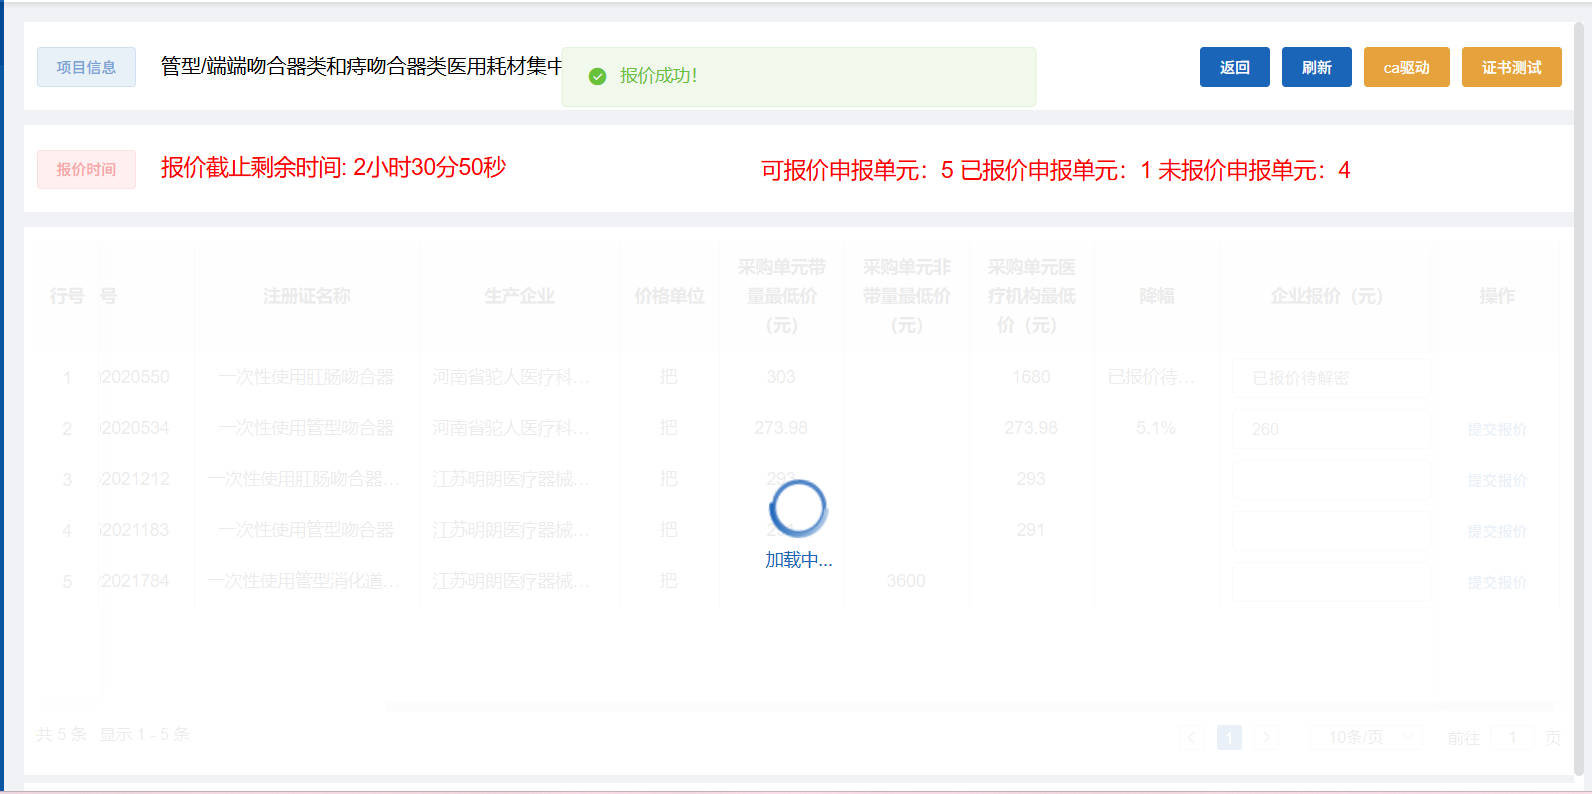 项目信息
管型/端端吻合器类和痔吻合器类医用耗材集中
报价成功!
返回
刷新
ca驱动
证书测试
报价时间
报价截止剩余时间: 2小时30分50秒
可报价申报单元：5 已报价申报单元：1 未报价申报单元：4
行号 号 注册证名称 生产企业 价格单位 采购单元带量最低价（元） 采购单元非带量最低价（元） 采购单元医疗机构最低价（元） 降幅 企业报价（元） 操作
1 2020550 一次性使用肛肠吻合器 河南省驼人医疗科... 把 303 1680 已报价待... 已报价待解密
2 2020534 一次性使用管型吻合器 河南省驼人医疗科... 把 273.98 273.98 5.1% 260 提交报价
3 2021212 一次性使用肛肠吻合器... 江苏明朗医疗器械... 把 293 293 提交报价
4 2021183 一次性使用管型吻合器 江苏明朗医疗器械... 把 291 提交报价
5 2021784 一次性使用管型消化道... 江苏明朗医疗器械... 把 3600 提交报价
加载中...
共 5 条 显示 1 - 5 条
1
10条/页
前往 1 页